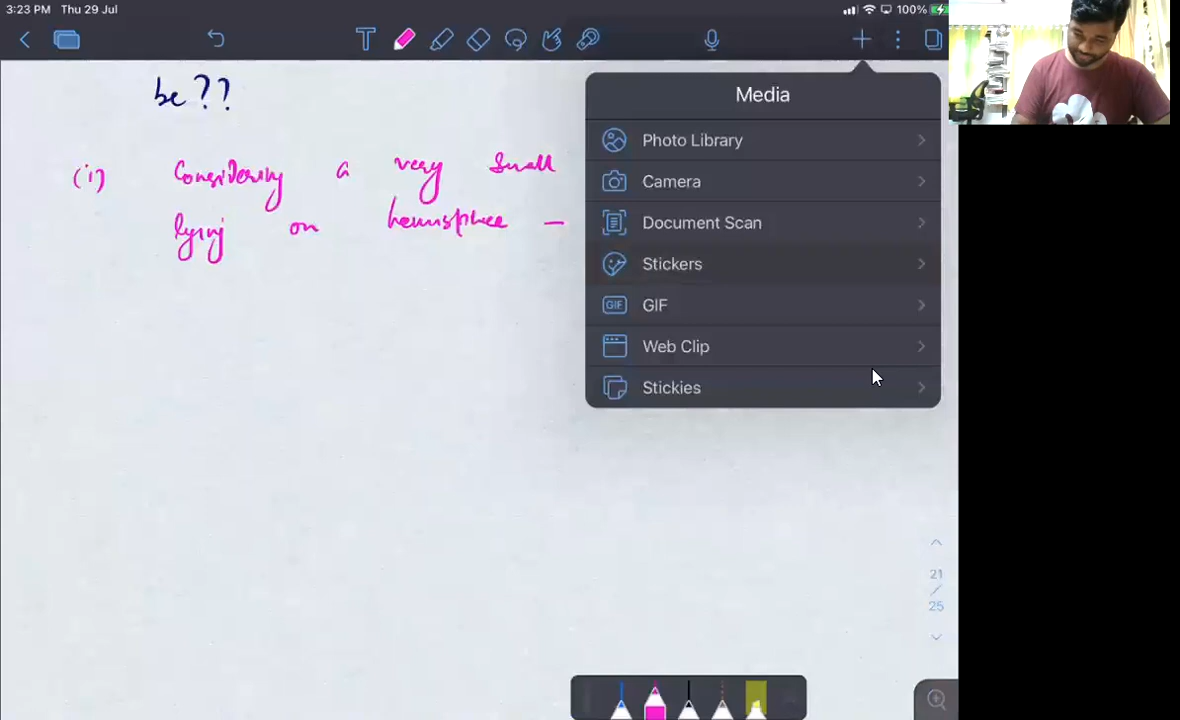 3:23 PM Thu 29 Jul
100%
Media
be ??
Photo Library
(i) Considering a very small
Camera
lying on hemisphere –
Document Scan
Stickers
GIF
GIF
Web Clip
Stickies
21
/
25